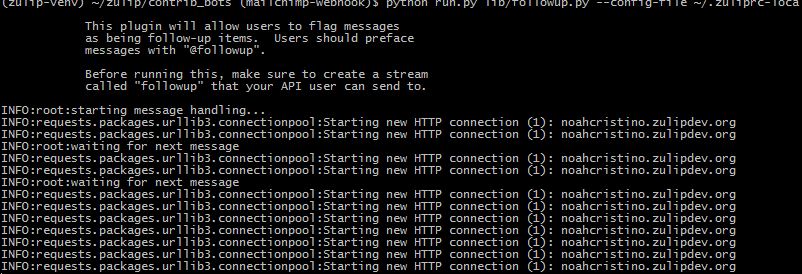 (zulip-venv) ~/zulip/contrib_bots (mailchimp-webhook)$ python run.py lib/followup.py --config-file ~/.zuliprc-loca
This plugin will allow users to flag messages
as being follow-up items.  Users should preface
messages with "@followup".
Before running this, make sure to create a stream
called "followup" that your API user can send to.
INFO:root:starting message handling...
INFO:requests.packages.urllib3.connectionpool:Starting new HTTP connection (1): noahcristino.zulipdev.org
INFO:requests.packages.urllib3.connectionpool:Starting new HTTP connection (1): noahcristino.zulipdev.org
INFO:root:waiting for next message
INFO:requests.packages.urllib3.connectionpool:Starting new HTTP connection (1): noahcristino.zulipdev.org
INFO:requests.packages.urllib3.connectionpool:Starting new HTTP connection (1): noahcristino.zulipdev.org
INFO:root:waiting for next message
INFO:requests.packages.urllib3.connectionpool:Starting new HTTP connection (1): noahcristino.zulipdev.org
INFO:requests.packages.urllib3.connectionpool:Starting new HTTP connection (1): noahcristino.zulipdev.org
INFO:requests.packages.urllib3.connectionpool:Starting new HTTP connection (1): noahcristino.zulipdev.org
INFO:requests.packages.urllib3.connectionpool:Starting new HTTP connection (1): noahcristino.zulipdev.org
INFO:requests.packages.urllib3.connectionpool:Starting new HTTP connection (1): noahcristino.zulipdev.org
INFO:requests.packages.urllib3.connectionpool:Starting new HTTP connection (1): noahcristino.zulipdev.org
INFO:requests.packages.urllib3.connectionpool:Starting new HTTP connection (1): noahcristino.zulipdev.org